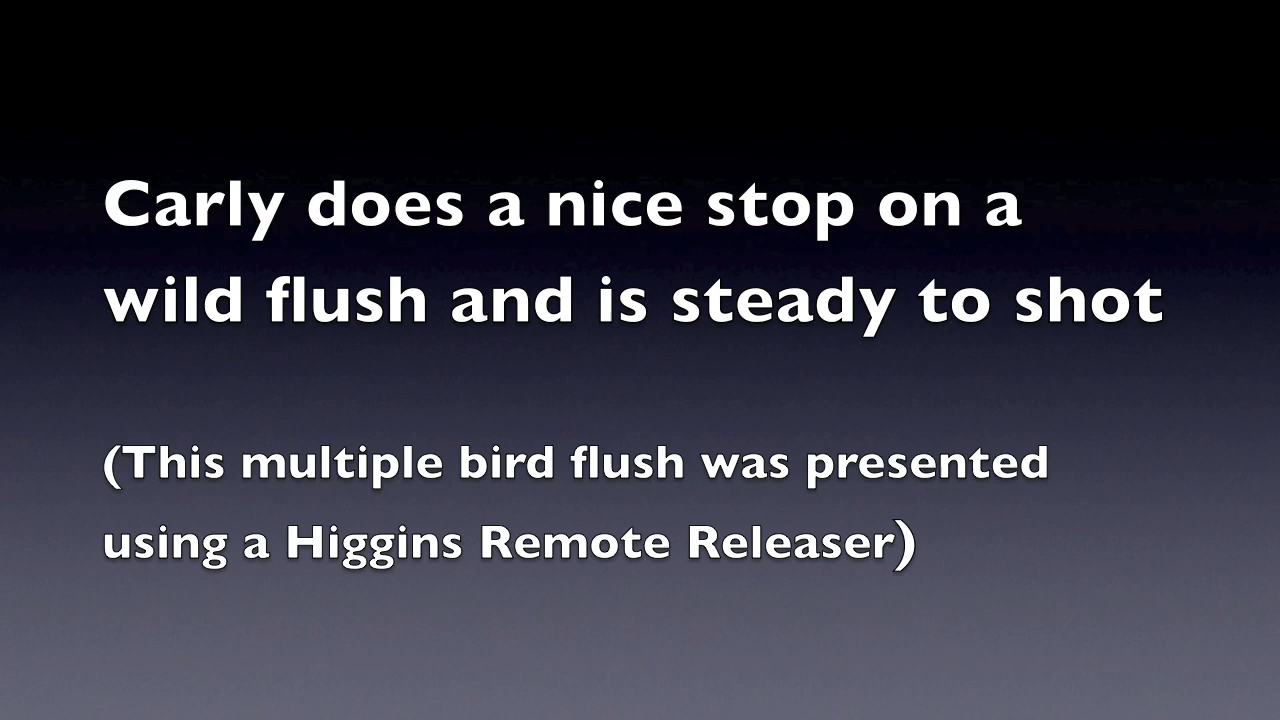 Carly does a nice stop on a
wild flush and is steady to shot
(This multiple bird flush was presented
using a Higgins Remote Releaser)